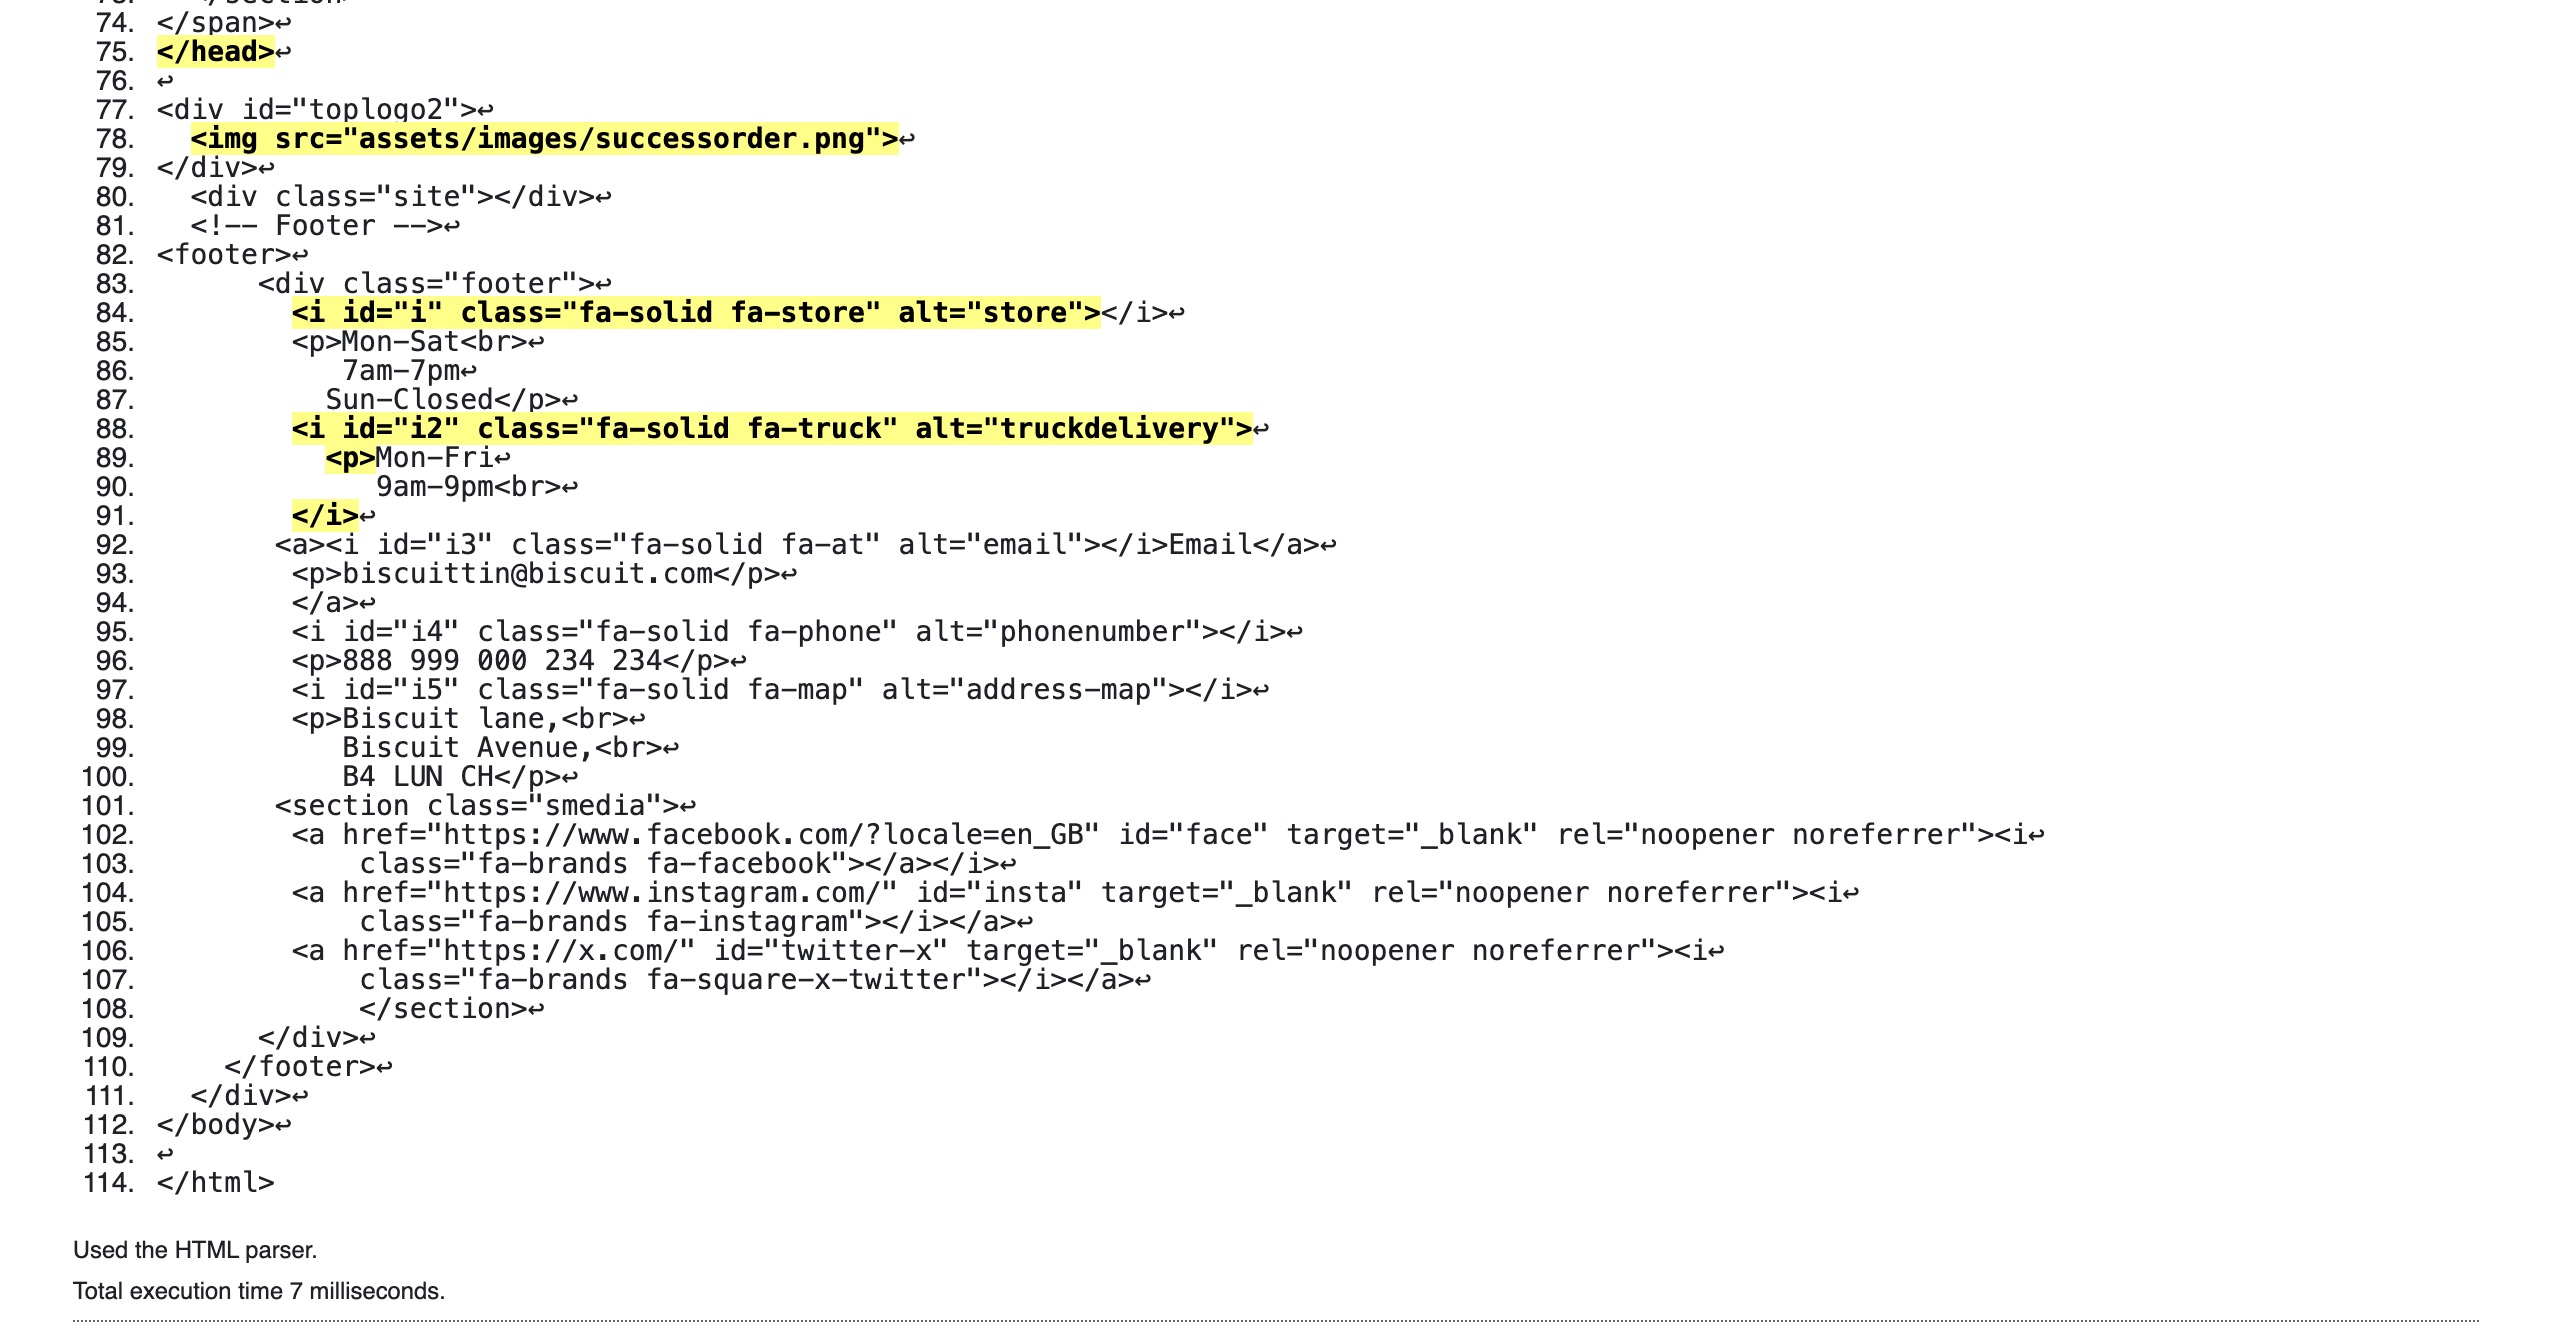 74. </span>↩
75. </head>↩
76. ↩
77. <div id="toplogo2">↩
78.   <img src="assets/images/successorder.png">↩
79. </div>↩
80.   <div class="site"></div>↩
81.   <!-- Footer -->↩
82. <footer>↩
83.       <div class="footer">↩
84.         <i id="i" class="fa-solid fa-store" alt="store"></i>↩
85.         <p>Mon-Sat<br>↩
86.            7am-7pm↩
87.           Sun-Closed</p>↩
88.         <i id="i2" class="fa-solid fa-truck" alt="truckdelivery">↩
89.           <p>Mon-Fri↩
90.              9am-9pm<br>↩
91.         </i>↩
92.        <a><i id="i3" class="fa-solid fa-at" alt="email"></i>Email</a>↩
93.         <p>biscuittin@biscuit.com</p>↩
94.         </a>↩
95.         <i id="i4" class="fa-solid fa-phone" alt="phonenumber"></i>↩
96.         <p>888 999 000 234 234</p>↩
97.         <i id="i5" class="fa-solid fa-map" alt="address-map"></i>↩
98.         <p>Biscuit lane,<br>↩
99.            Biscuit Avenue,<br>↩
100.            B4 LUN CH</p>↩
101.        <section class="smedia">↩
102.         <a href="https://www.facebook.com/?locale=en_GB" id="face" target="_blank" rel="noopener noreferrer"><i↩
103.             class="fa-brands fa-facebook"></a></i>↩
104.         <a href="https://www.instagram.com/" id="insta" target="_blank" rel="noopener noreferrer"><i↩
105.             class="fa-brands fa-instagram"></i></a>↩
106.         <a href="https://x.com/" id="twitter-x" target="_blank" rel="noopener noreferrer"><i↩
107.             class="fa-brands fa-square-x-twitter"></i></a>↩
108.             </section>↩
109.       </div>↩
110.     </footer>↩
111.   </div>↩
112. </body>↩
113. ↩
114. </html>
Used the HTML parser.
Total execution time 7 milliseconds.